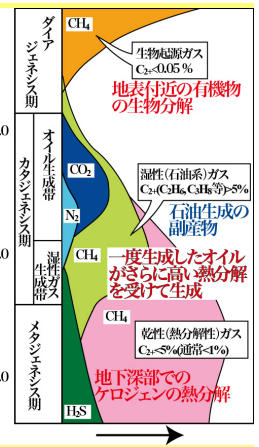 ダイア
ジェネシス期
CH₄
生物起源ガス
C₂+<0.05 %
地表付近の有機物
の生物分解
カタジェネシス期
オイル生成帯
CO₂
N₂
湿性(石油系)ガス
C₂+(C₂H₆, C₃H₈等)>5%
石油生成の
副産物
湿性ガス
生成帯
CH₄
一度生成したオイル
がさらに高い熱分解
を受けて生成
メタジェネシス期
CH₄
乾性(熱分解性)ガス
C₂+<5%(通常<1%)
地下深部での
ケロジェンの熱分解
H₂S